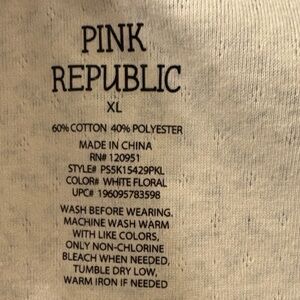 PINK
REPUBLIC
XL
60% COTTON 40% POLYESTER
MADE IN CHINA
RN# 120951
STYLE# PS5K15429PKL
COLOR# WHITE FLORAL
UPC# 196095783598
WASH BEFORE WEARING.
MACHINE WASH WARM
WITH LIKE COLORS,
ONLY NON-CHLORINE
BLEACH WHEN NEEDED,
TUMBLE DRY LOW,
WARM IRON IF NEEDED